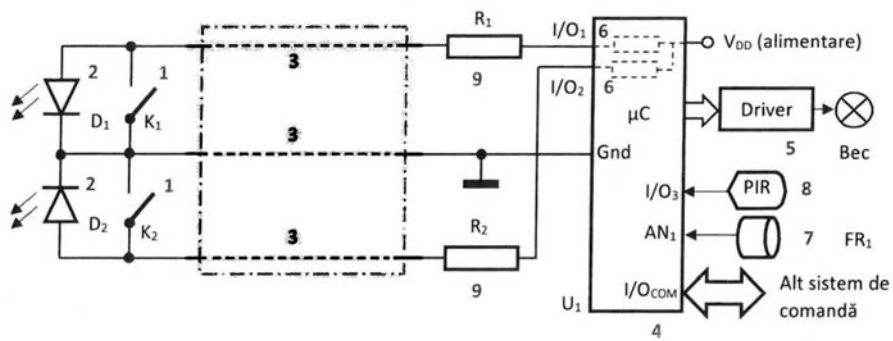 R₁
I/O₁
6
V_DD (alimentare)
2
1
3
9
I/O₂
6
D₁
K₁
µC
Driver
5
Bec
3
Gnd
2
1
I/O₃
PIR
8
D₂
K₂
3
R₂
AN₁
7
FR₁
9
U₁
I/O_COM
Alt sistem de
comandă
4